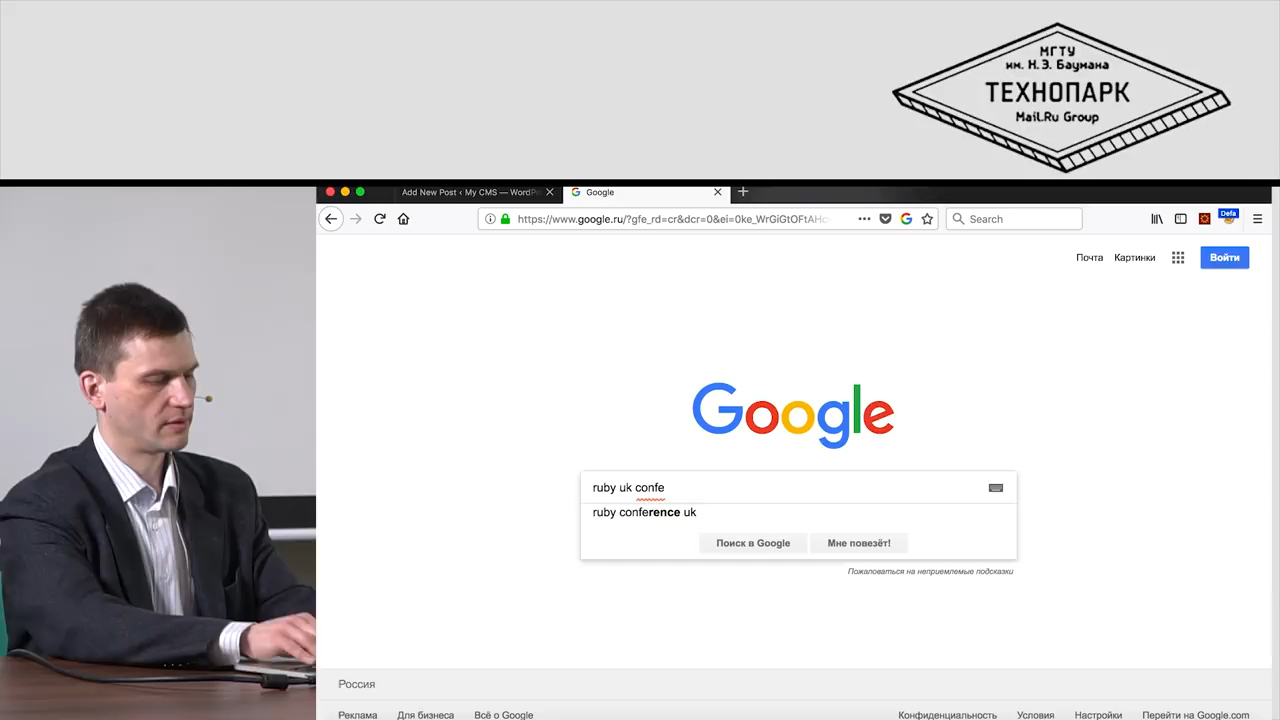 МГТУ
им. Н.Э. Баумана
ТЕХНОПАРК
Mail.Ru Group
Add New Post ‹ My CMS — WordPr
Google
https://www.google.ru/?gfe_rd=cr&dcr=0&ei=0ke_WrGiGtOFtAHc
Search
Defa
Почта Картинки Войти
Google
ruby uk confe
ruby conference uk
Поиск в Google Мне повезёт!
Пожаловаться на неприемлемые подсказки
Россия
Реклама Для бизнеса Всё о Google Конфиденциальность Условия Настройки Перейти на Google.com